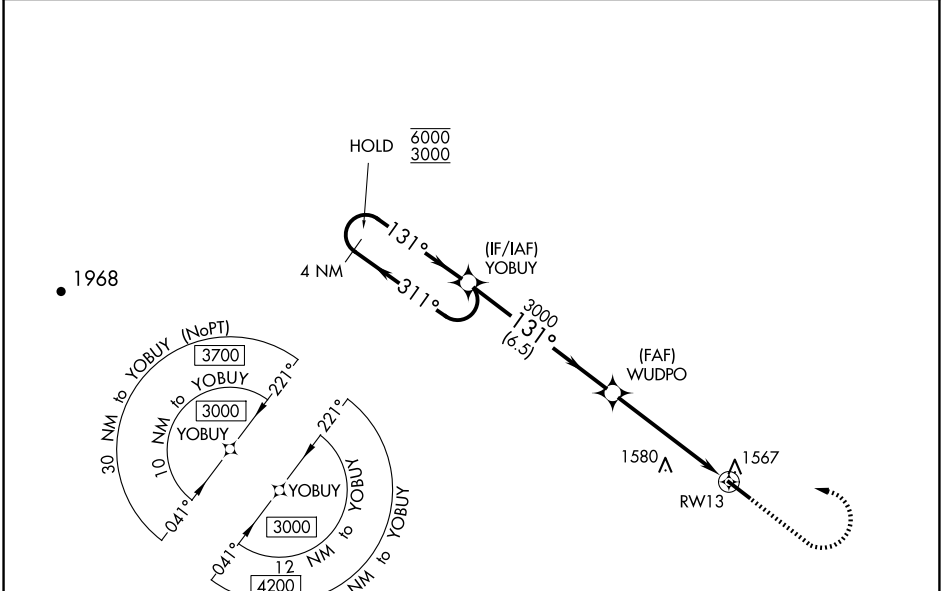 HOLD
6000
3000
131°
(IF/IAF)
YOBUY
4 NM
311°
1968
3000
131°
(6.5)
(FAF)
WUDPO
30 NM to YOBUY (NoPT)
3700
10 NM to YOBUY
3000
YOBUY
221°
041°
221°
YOBUY
3000
041°
12 NM to YOBUY
4200
NM to YOBUY
1580
1567
RW13